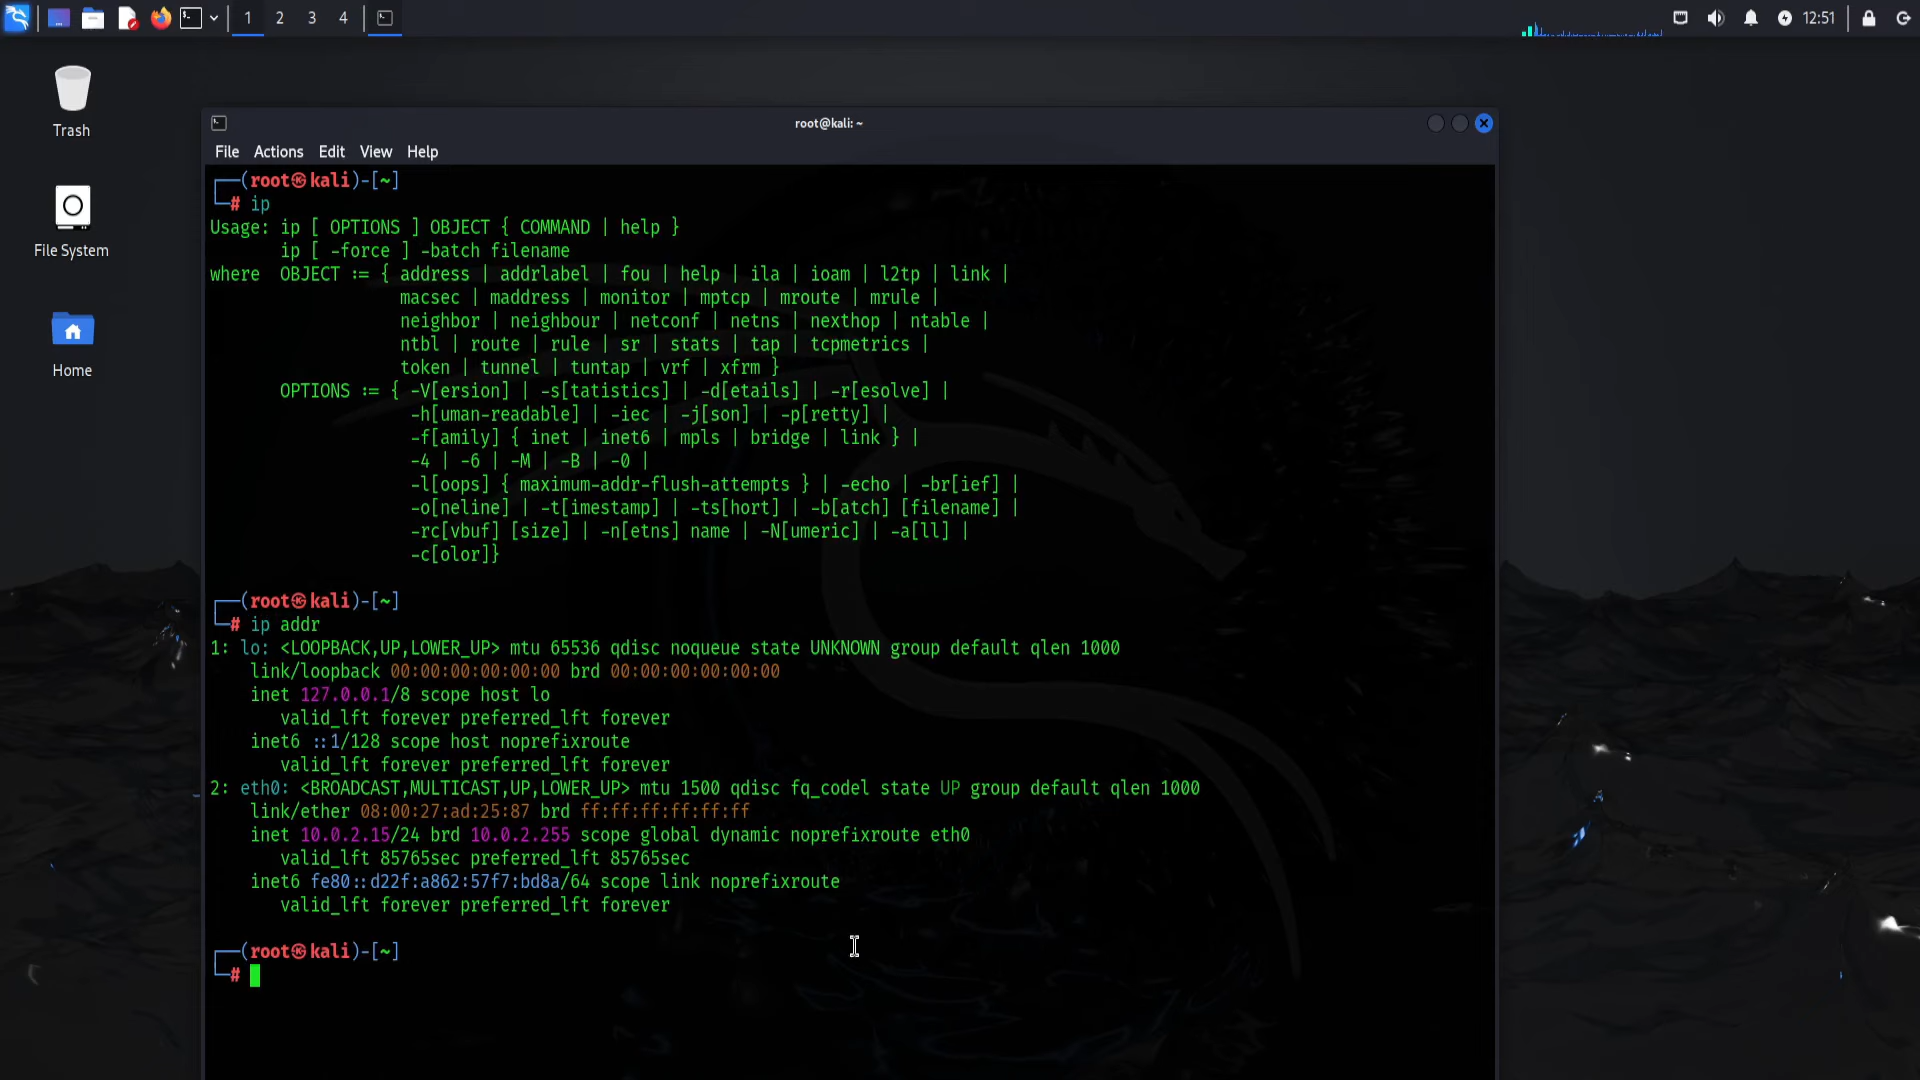 1 2 3 4 12:51
Trash
File System
Home
root@kali: ~
File Actions Edit View Help
┌──(root㉿kali)-[~]
└─# ip
Usage: ip [ OPTIONS ] OBJECT { COMMAND | help }
       ip [ -force ] -batch filename
where  OBJECT := { address | addrlabel | fou | help | ila | ioam | l2tp | link |
                   macsec | maddress | monitor | mptcp | mroute | mrule |
                   neighbor | neighbour | netconf | netns | nexthop | ntable |
                   ntbl | route | rule | sr | stats | tap | tcpmetrics |
                   token | tunnel | tuntap | vrf | xfrm }
       OPTIONS := { -V[ersion] | -s[tatistics] | -d[etails] | -r[esolve] |
                    -h[uman-readable] | -iec | -j[son] | -p[retty] |
                    -f[amily] { inet | inet6 | mpls | bridge | link } |
                    -4 | -6 | -M | -B | -0 |
                    -l[oops] { maximum-addr-flush-attempts } | -echo | -br[ief] |
                    -o[neline] | -t[imestamp] | -ts[hort] | -b[atch] [filename] |
                    -rc[vbuf] [size] | -n[etns] name | -N[umeric] | -a[ll] |
                    -c[olor]}
┌──(root㉿kali)-[~]
└─# ip addr
1: lo: <LOOPBACK,UP,LOWER_UP> mtu 65536 qdisc noqueue state UNKNOWN group default qlen 1000
    link/loopback 00:00:00:00:00:00 brd 00:00:00:00:00:00
    inet 127.0.0.1/8 scope host lo
       valid_lft forever preferred_lft forever
    inet6 ::1/128 scope host noprefixroute
       valid_lft forever preferred_lft forever
2: eth0: <BROADCAST,MULTICAST,UP,LOWER_UP> mtu 1500 qdisc fq_codel state UP group default qlen 1000
    link/ether 08:00:27:ad:25:87 brd ff:ff:ff:ff:ff:ff
    inet 10.0.2.15/24 brd 10.0.2.255 scope global dynamic noprefixroute eth0
       valid_lft 85765sec preferred_lft 85765sec
    inet6 fe80::d22f:a862:57f7:bd8a/64 scope link noprefixroute
       valid_lft forever preferred_lft forever
┌──(root㉿kali)-[~]
└─#